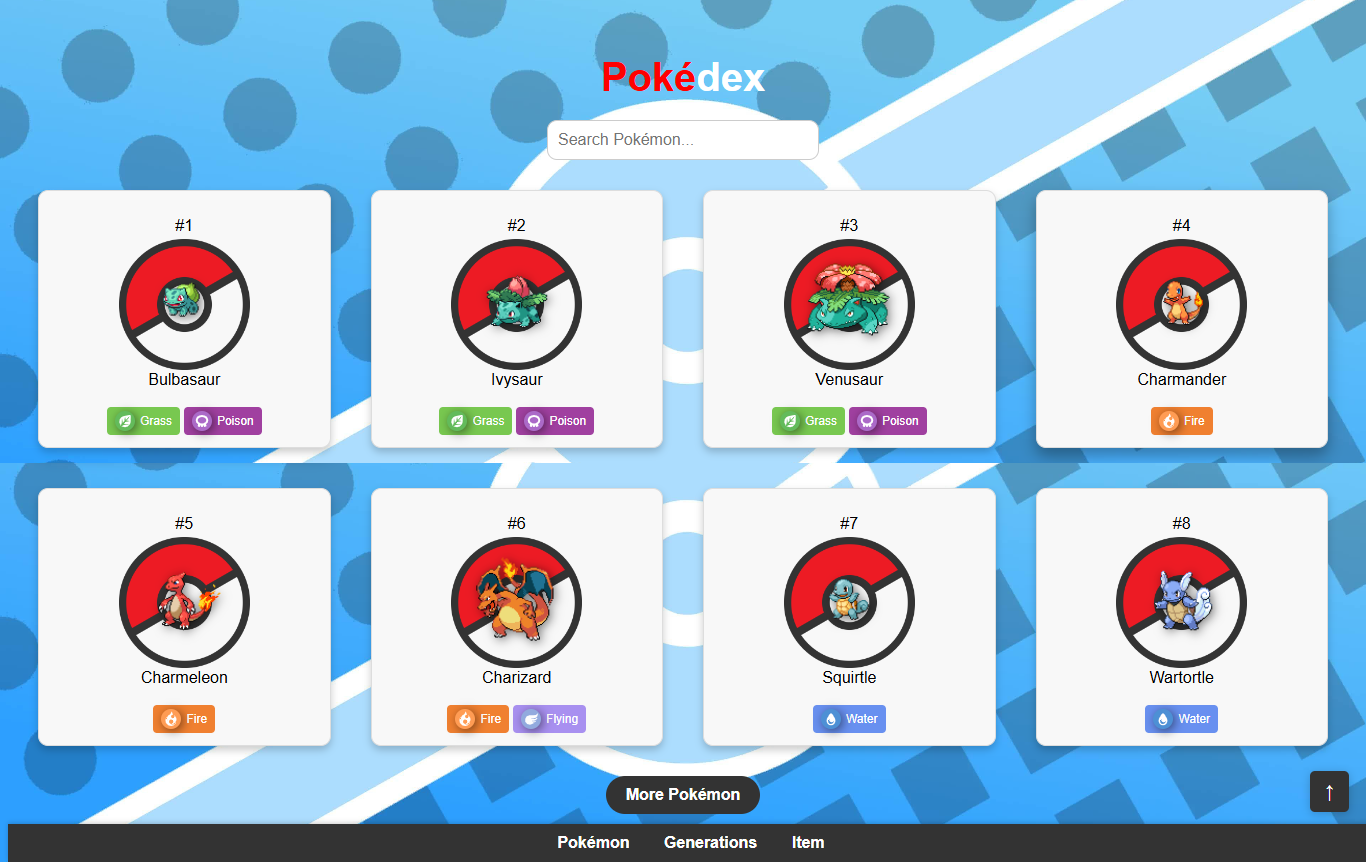 Pokédex
Search Pokémon...
#1
Bulbasaur
Grass Poison
#2
Ivysaur
Grass Poison
#3
Venusaur
Grass Poison
#4
Charmander
Fire
#5
Charmeleon
Fire
#6
Charizard
Fire Flying
#7
Squirtle
Water
#8
Wartortle
Water
More Pokémon
↑
Pokémon Generations Item